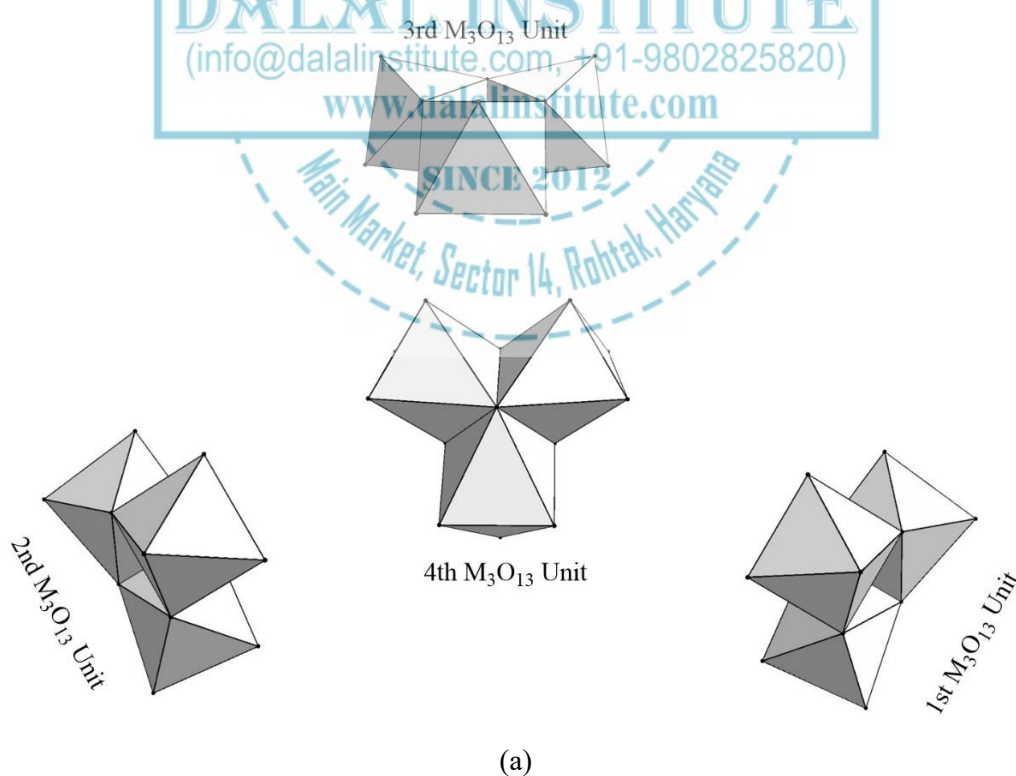 DALAL INSTITUTE
3rd M₃O₁₃ Unit
(info@dalalinstitute.com, +91-9802825820)
www.dalalinstitute.com
SINCE 2012
Main Market, Sector 14, Rohtak, Haryana
4th M₃O₁₃ Unit
2nd M₃O₁₃ Unit
1st M₃O₁₃ Unit
(a)